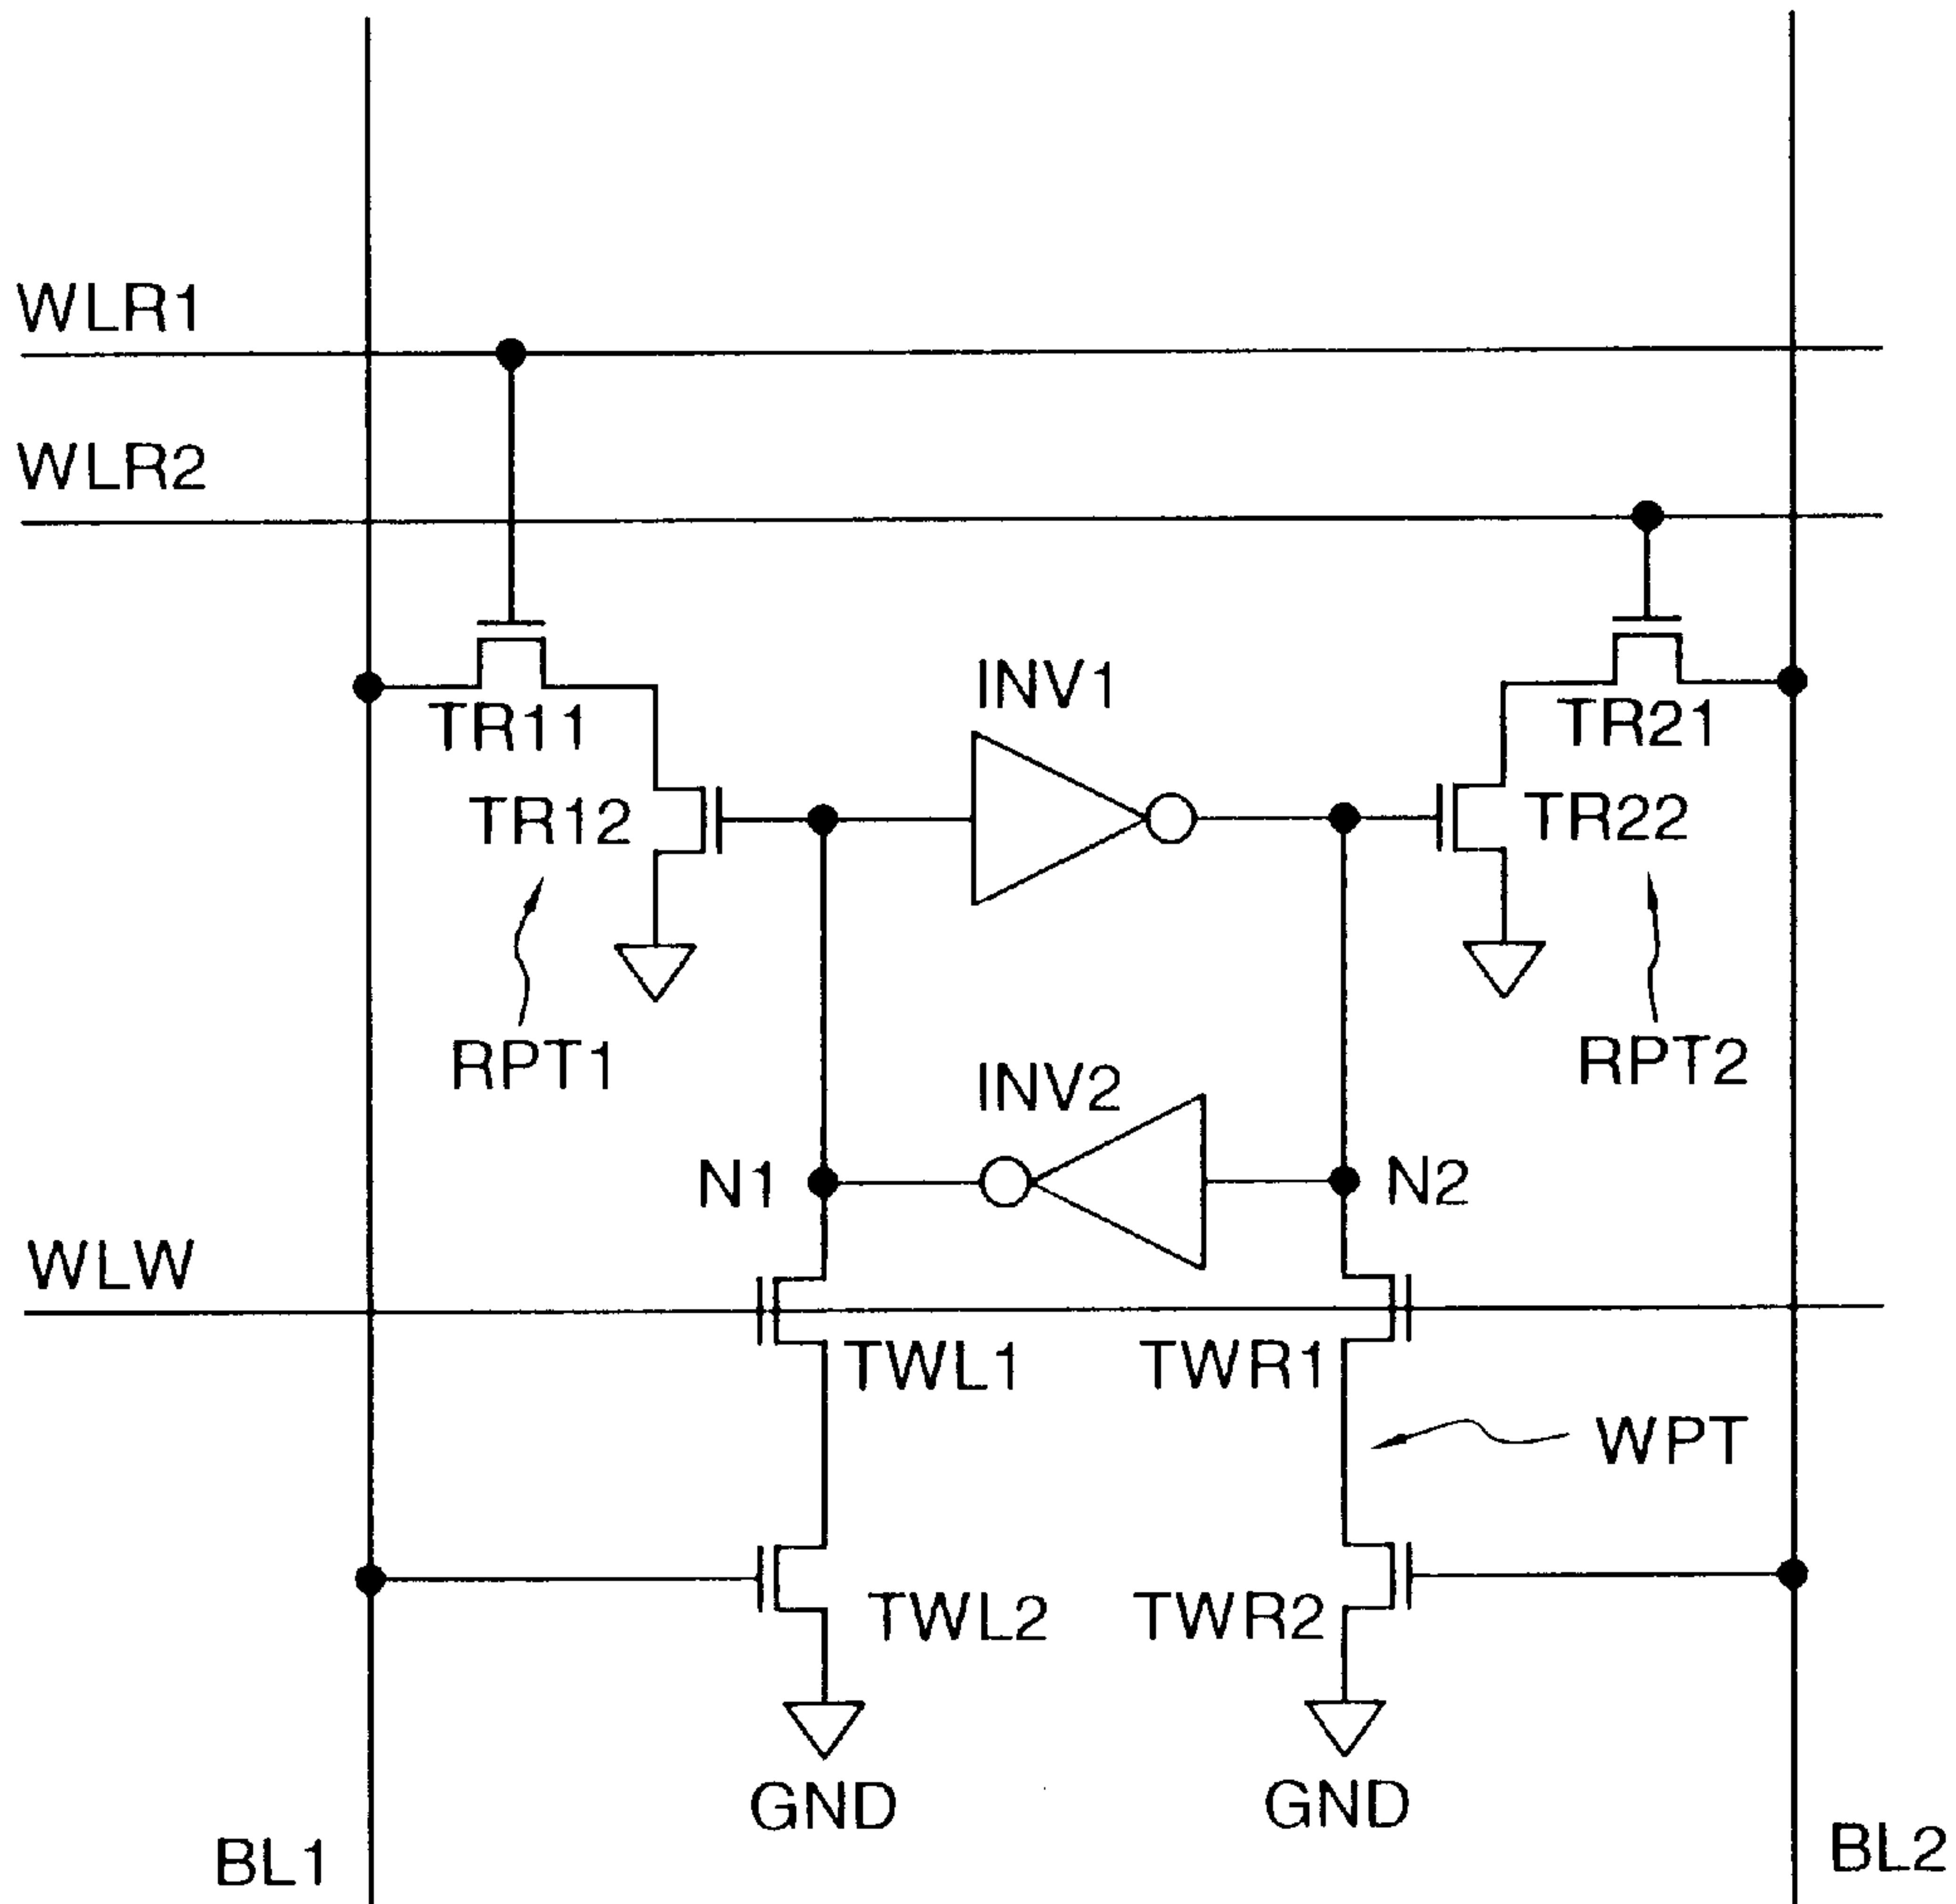 WLR1
WLR2
INV1
TR11
TR21
TR12
TR22
RPT1
RPT2
INV2
N1
N2
WLW
TWL1
TWR1
WPT
TWL2
TWR2
GND
GND
BL1
BL2